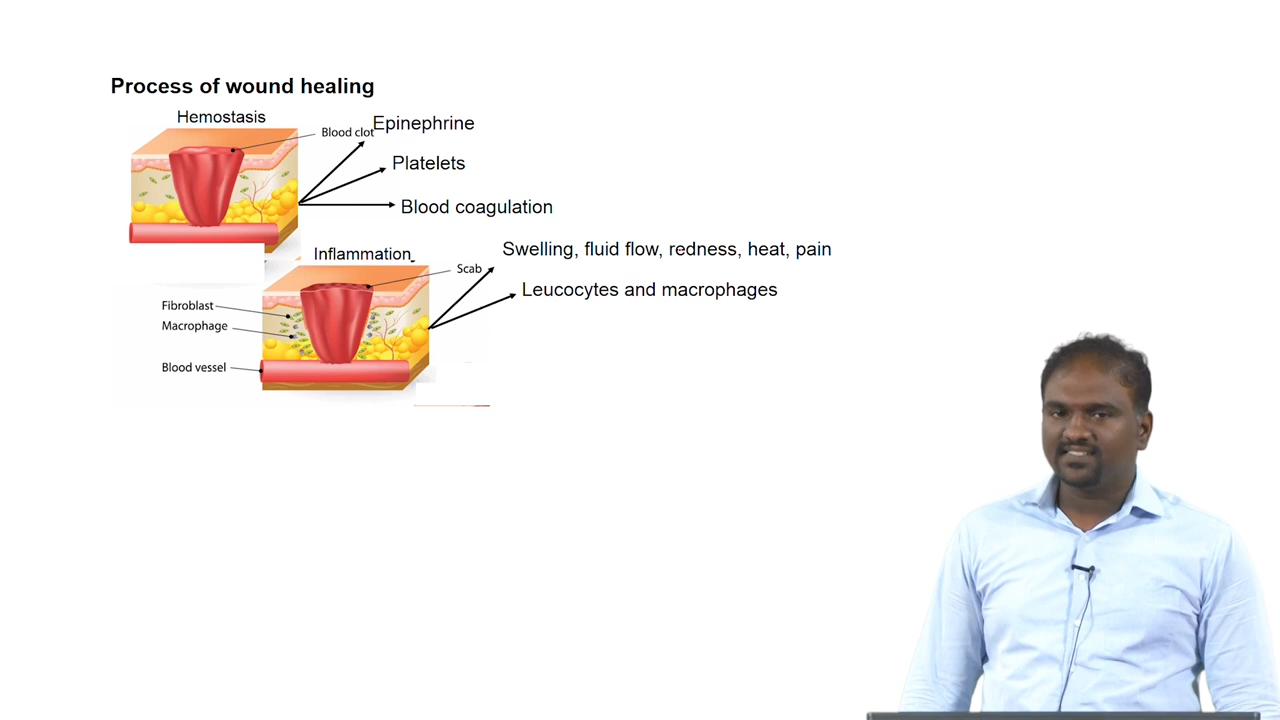 Process of wound healing
Hemostasis
Blood clot
Epinephrine
Platelets
Blood coagulation
Inflammation
Swelling, fluid flow, redness, heat, pain
Scab
Leucocytes and macrophages
Fibroblast
Macrophage
Blood vessel